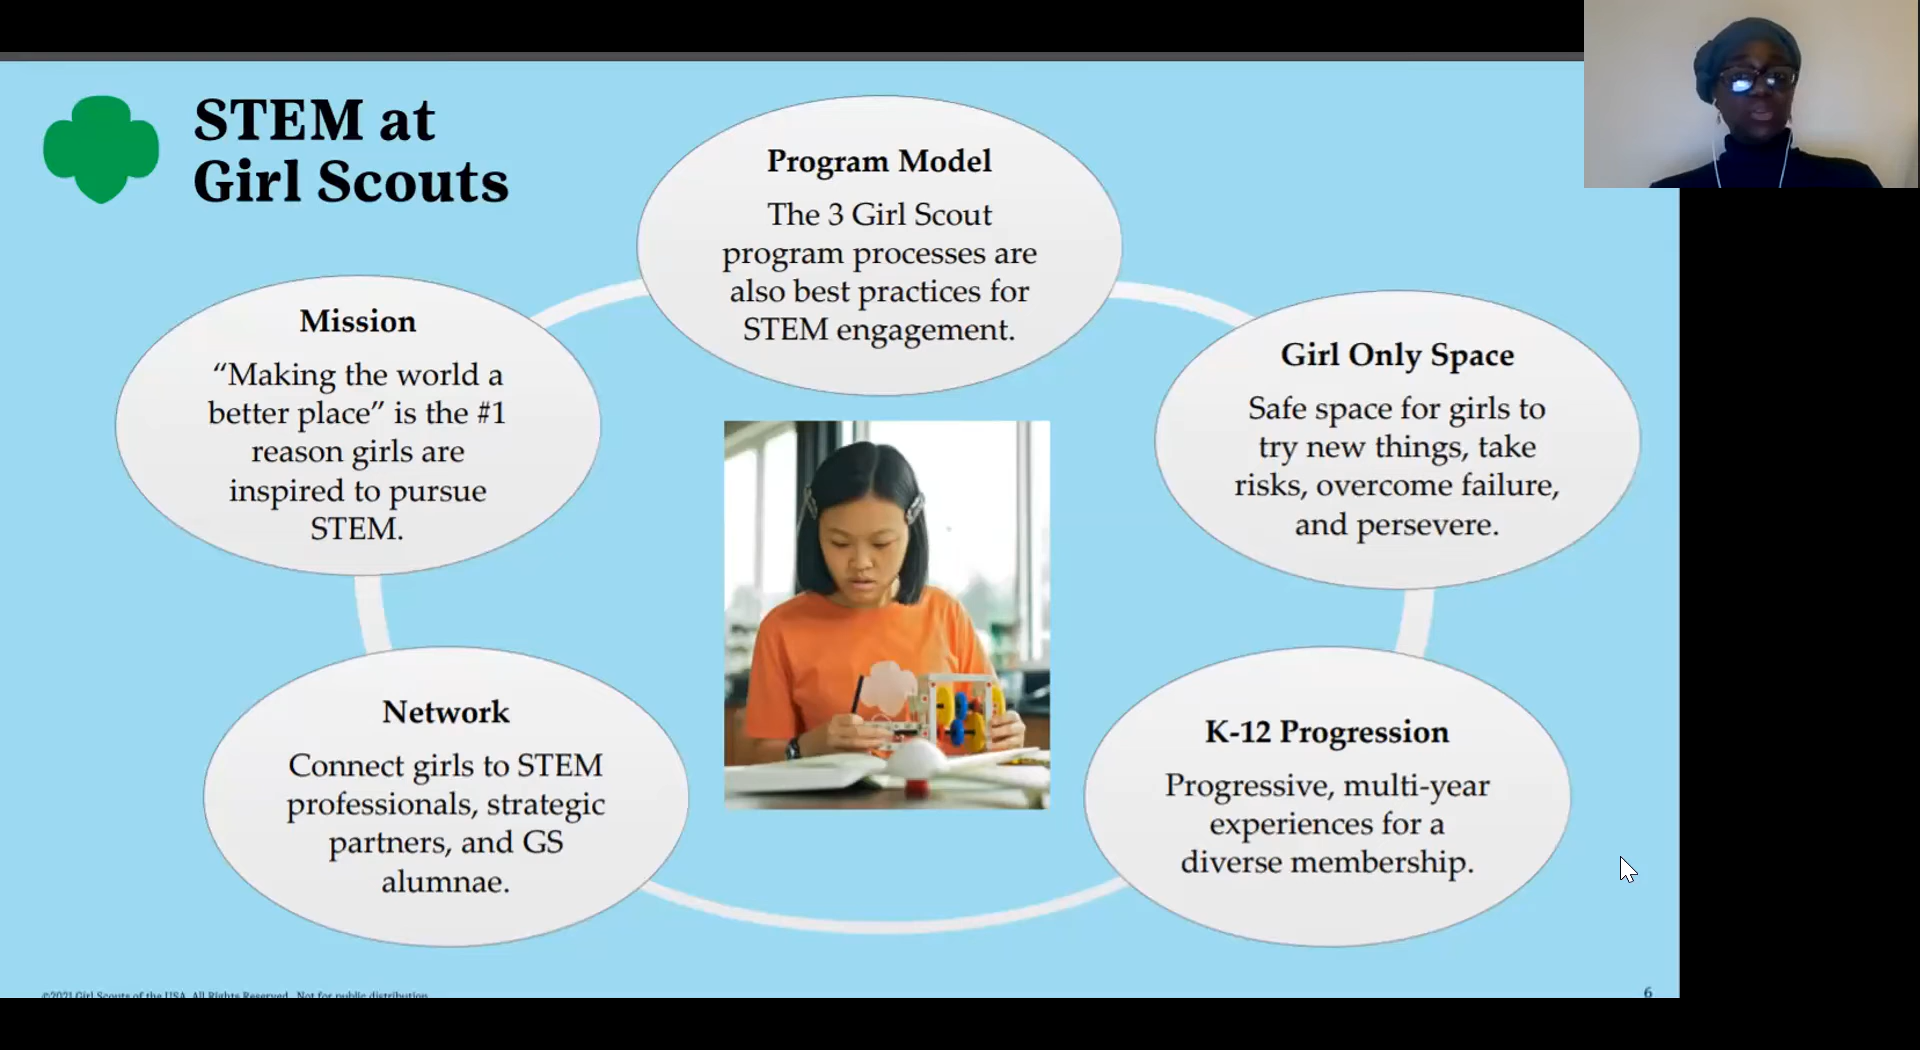 STEM at
Girl Scouts
Program Model
The 3 Girl Scout
program processes are
also best practices for
STEM engagement.
Mission
“Making the world a
better place” is the #1
reason girls are
inspired to pursue
STEM.
Girl Only Space
Safe space for girls to
try new things, take
risks, overcome failure,
and persevere.
Network
Connect girls to STEM
professionals, strategic
partners, and GS
alumnae.
K-12 Progression
Progressive, multi-year
experiences for a
diverse membership.
©2021 Girl Scouts of the USA. All Rights Reserved. Not for public distribution.
6